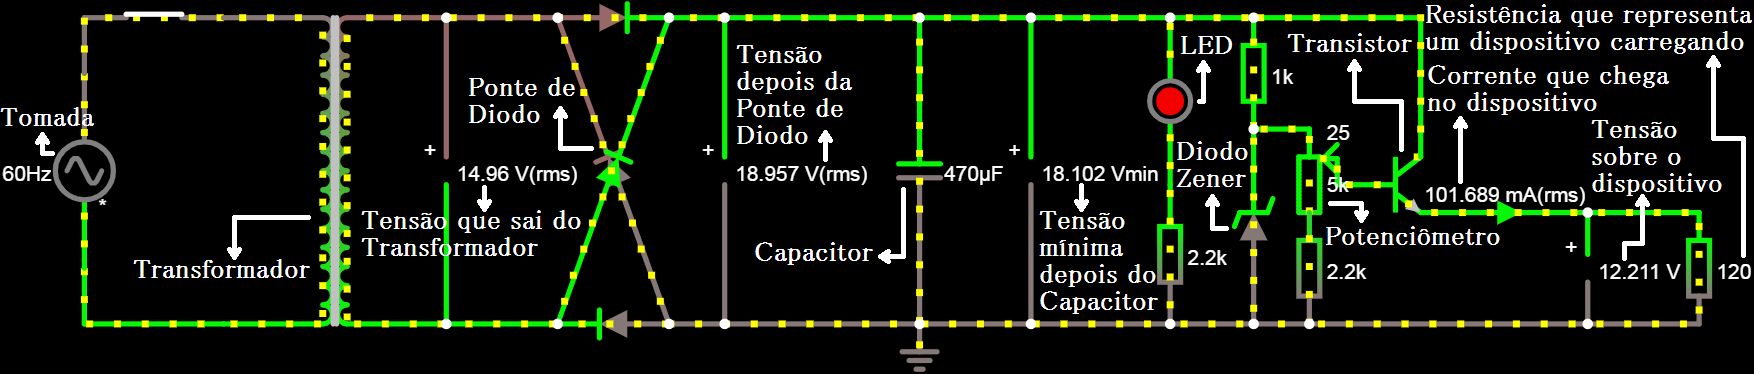 Tomada
60Hz
*
Transformador
+
14.96 V(rms)
Tensão que sai do
Transformador
Ponte de
Diodo
Tensão
depois da
Ponte de
Diodo
+
18.957 V(rms)
Capacitor
470µF
+
18.102 Vmin
Tensão
mínima
depois do
Capacitor
LED
2.2k
1k
Diodo
Zener
Transistor
25
5k
Potenciômetro
2.2k
Resistência que representa
um dispositivo carregando
Corrente que chega
no dispositivo
101.689 mA(rms)
Tensão
sobre o
dispositivo
+
12.211 V
120